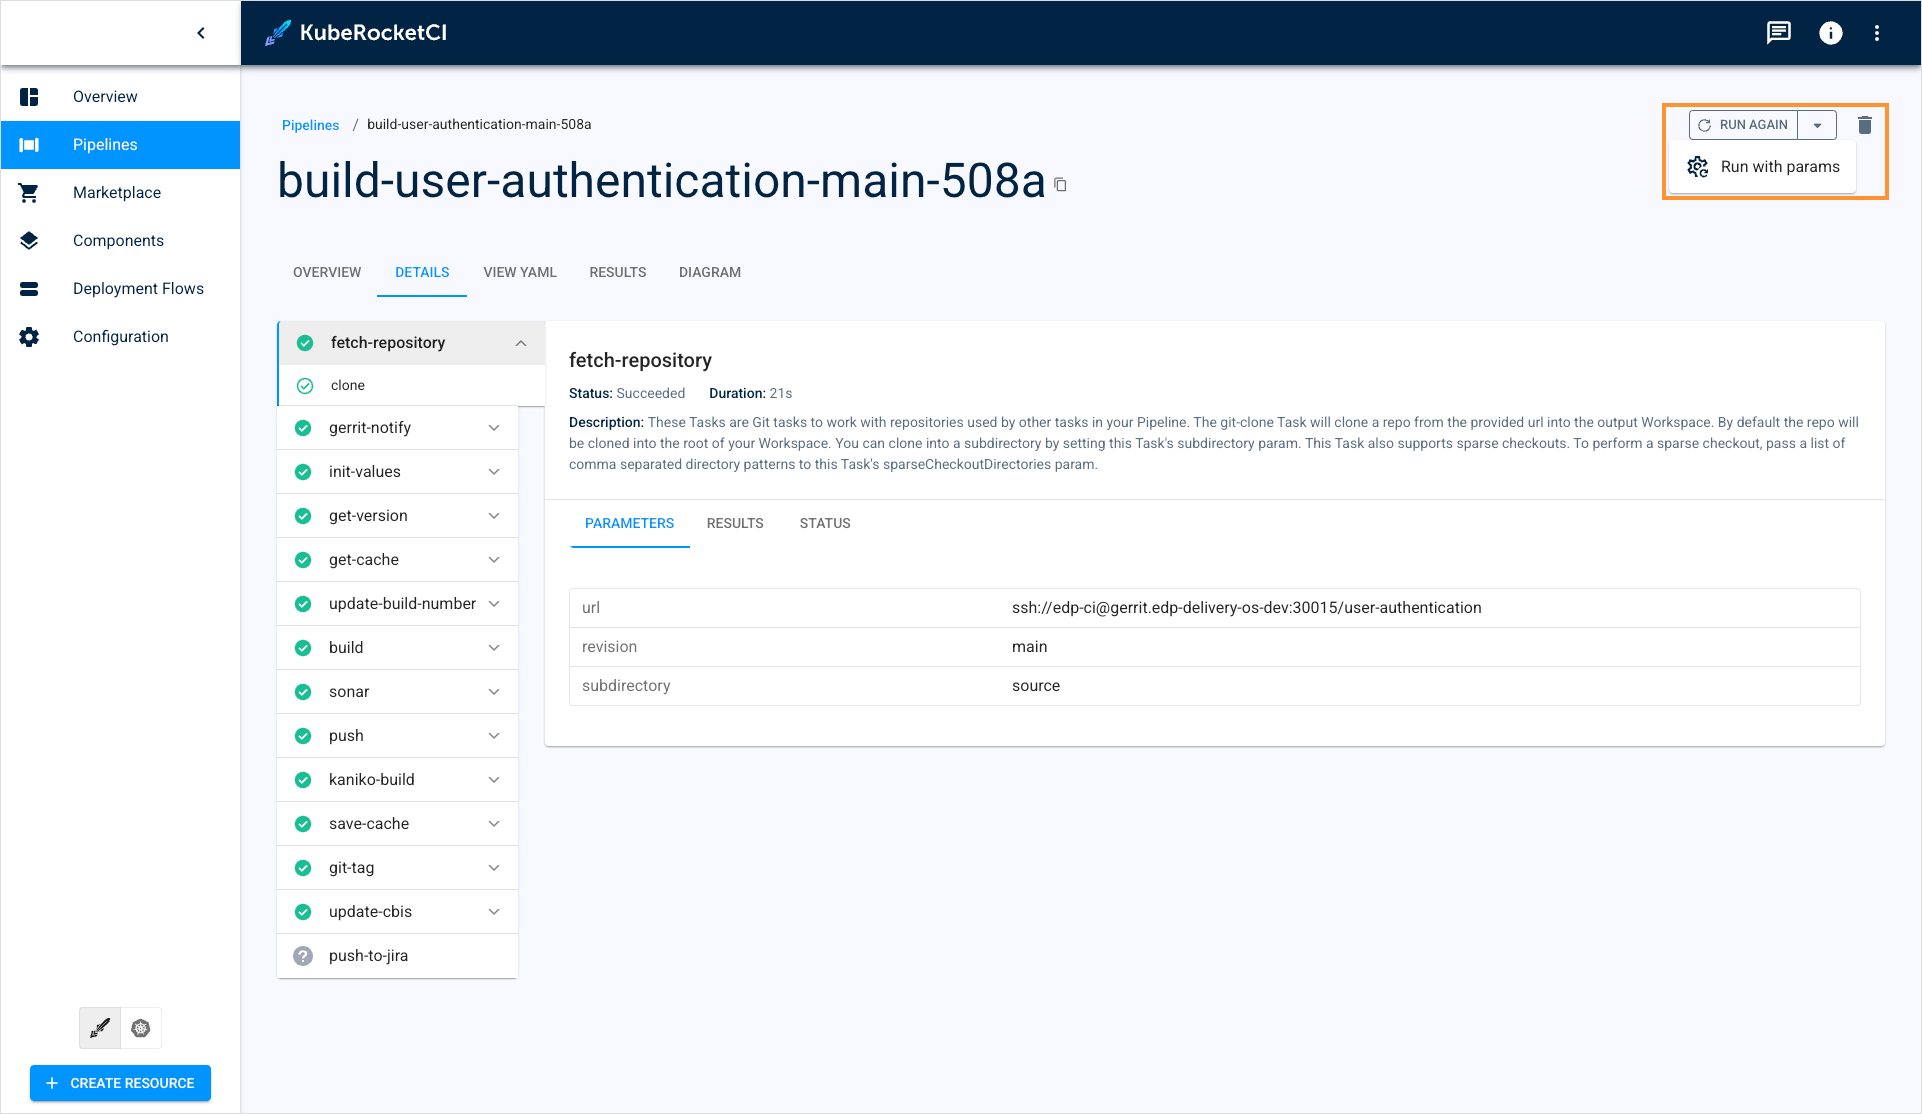 KubeRocketCI
Overview
Pipelines
Marketplace
Components
Deployment Flows
Configuration
CREATE RESOURCE
Pipelines / build-user-authentication-main-508a
RUN AGAIN
Run with params
build-user-authentication-main-508a
OVERVIEW DETAILS VIEW YAML RESULTS DIAGRAM
fetch-repository
clone
gerrit-notify
init-values
get-version
get-cache
update-build-number
build
sonar
push
kaniko-build
save-cache
git-tag
update-cbis
push-to-jira
fetch-repository
Status: Succeeded Duration: 21s
Description: These Tasks are Git tasks to work with repositories used by other tasks in your Pipeline. The git-clone Task will clone a repo from the provided url into the output Workspace. By default the repo will
be cloned into the root of your Workspace. You can clone into a subdirectory by setting this Task's subdirectory param. This Task also supports sparse checkouts. To perform a sparse checkout, pass a list of
comma separated directory patterns to this Task's sparseCheckoutDirectories param.
PARAMETERS RESULTS STATUS
url ssh://edp-ci@gerrit.edp-delivery-os-dev:30015/user-authentication
revision main
subdirectory source